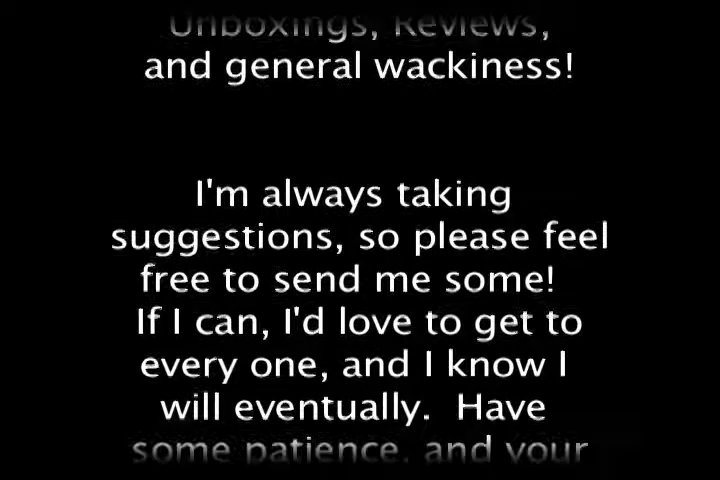 Unboxings, Reviews,
and general wackiness!
I'm always taking
suggestions, so please feel
free to send me some!
If I can, I'd love to get to
every one, and I know I
will eventually.  Have
some patience, and your